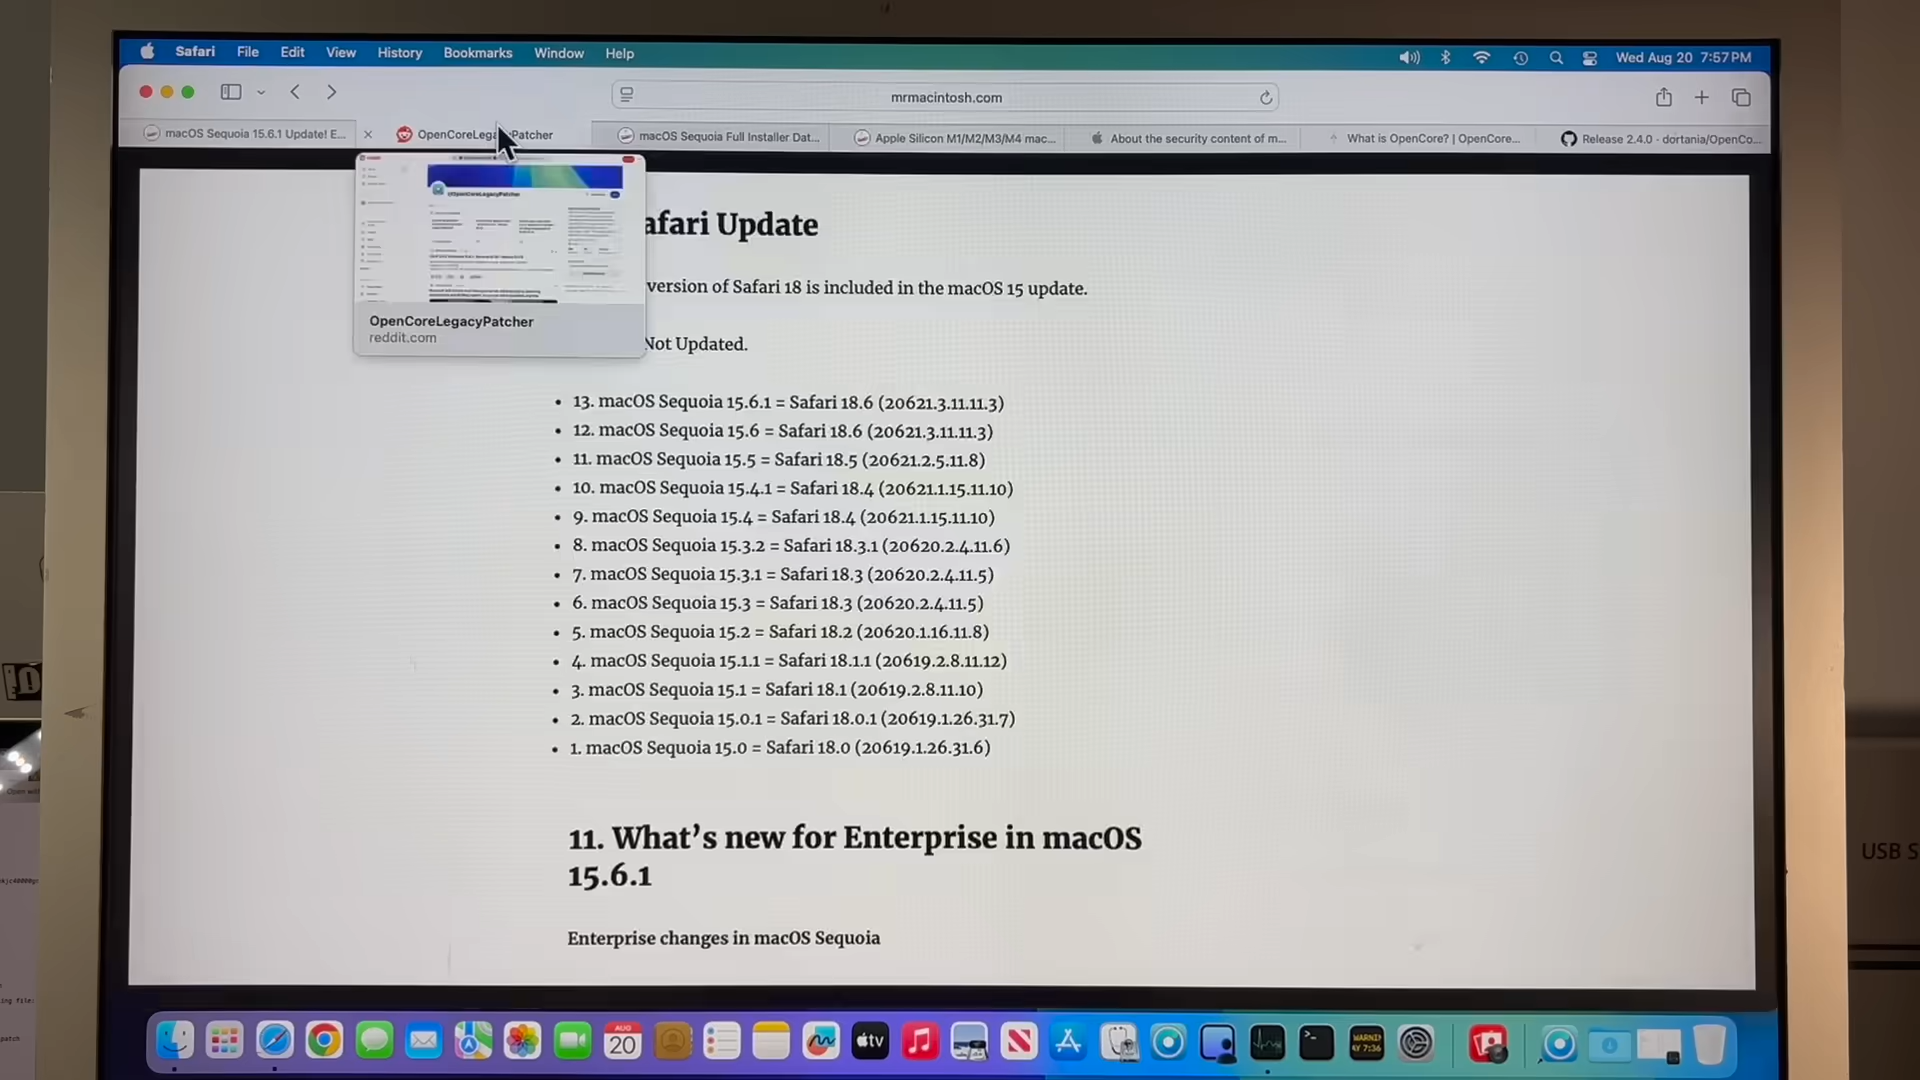 Safari File Edit View History Bookmarks Window Help
Wed Aug 20 7:57 PM
mrmacintosh.com
macOS Sequoia 15.6.1 Update! E...
OpenCoreLegacyPatcher
macOS Sequoia Full Installer Dat...
Apple Silicon M1/M2/M3/M4 mac...
About the security content of m...
What is OpenCore? | OpenCore...
Release 2.4.0 · dortania/OpenCo...
OpenCoreLegacyPatcher
reddit.com
afari Update
version of Safari 18 is included in the macOS 15 update.
Not Updated.
• 13. macOS Sequoia 15.6.1 = Safari 18.6 (20621.3.11.11.3)
• 12. macOS Sequoia 15.6 = Safari 18.6 (20621.3.11.11.3)
• 11. macOS Sequoia 15.5 = Safari 18.5 (20621.2.5.11.8)
• 10. macOS Sequoia 15.4.1 = Safari 18.4 (20621.1.15.11.10)
• 9. macOS Sequoia 15.4 = Safari 18.4 (20621.1.15.11.10)
• 8. macOS Sequoia 15.3.2 = Safari 18.3.1 (20620.2.4.11.6)
• 7. macOS Sequoia 15.3.1 = Safari 18.3 (20620.2.4.11.5)
• 6. macOS Sequoia 15.3 = Safari 18.3 (20620.2.4.11.5)
• 5. macOS Sequoia 15.2 = Safari 18.2 (20620.1.16.11.8)
• 4. macOS Sequoia 15.1.1 = Safari 18.1.1 (20619.2.8.11.12)
• 3. macOS Sequoia 15.1 = Safari 18.1 (20619.2.8.11.10)
• 2. macOS Sequoia 15.0.1 = Safari 18.0.1 (20619.1.26.31.7)
• 1. macOS Sequoia 15.0 = Safari 18.0 (20619.1.26.31.6)
11. What's new for Enterprise in macOS
15.6.1
Enterprise changes in macOS Sequoia
USB S
AUG
20
tv
WARNI
AY 7:36
ing file:
patch